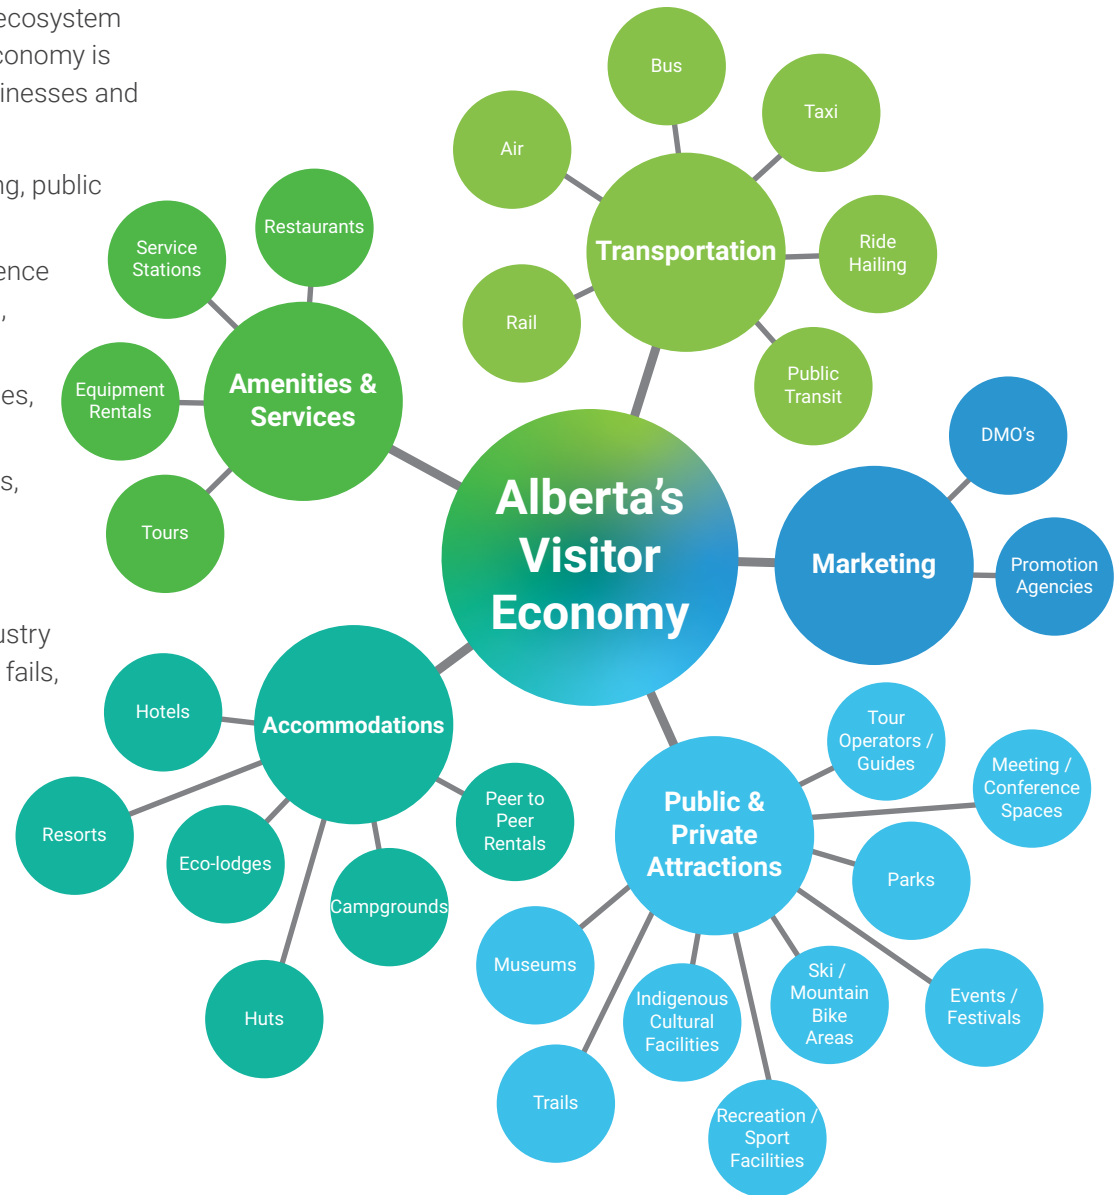 ecosystem
conomy is
inesses and
ng, public
ence
,
es,
s,
ustry
fails,
Bus
Taxi
Air
Transportation
Ride
Hailing
Rail
Public
Transit
Restaurants
Service
Stations
Amenities &
Services
Equipment
Rentals
Tours
Alberta’s
Visitor
Economy
DMO’s
Marketing
Promotion
Agencies
Accommodations
Hotels
Resorts
Eco-lodges
Huts
Campgrounds
Peer to
Peer
Rentals
Public &
Private
Attractions
Tour
Operators /
Guides
Meeting /
Conference
Spaces
Parks
Events /
Festivals
Ski /
Mountain
Bike
Areas
Recreation /
Sport
Facilities
Indigenous
Cultural
Facilities
Trails
Museums